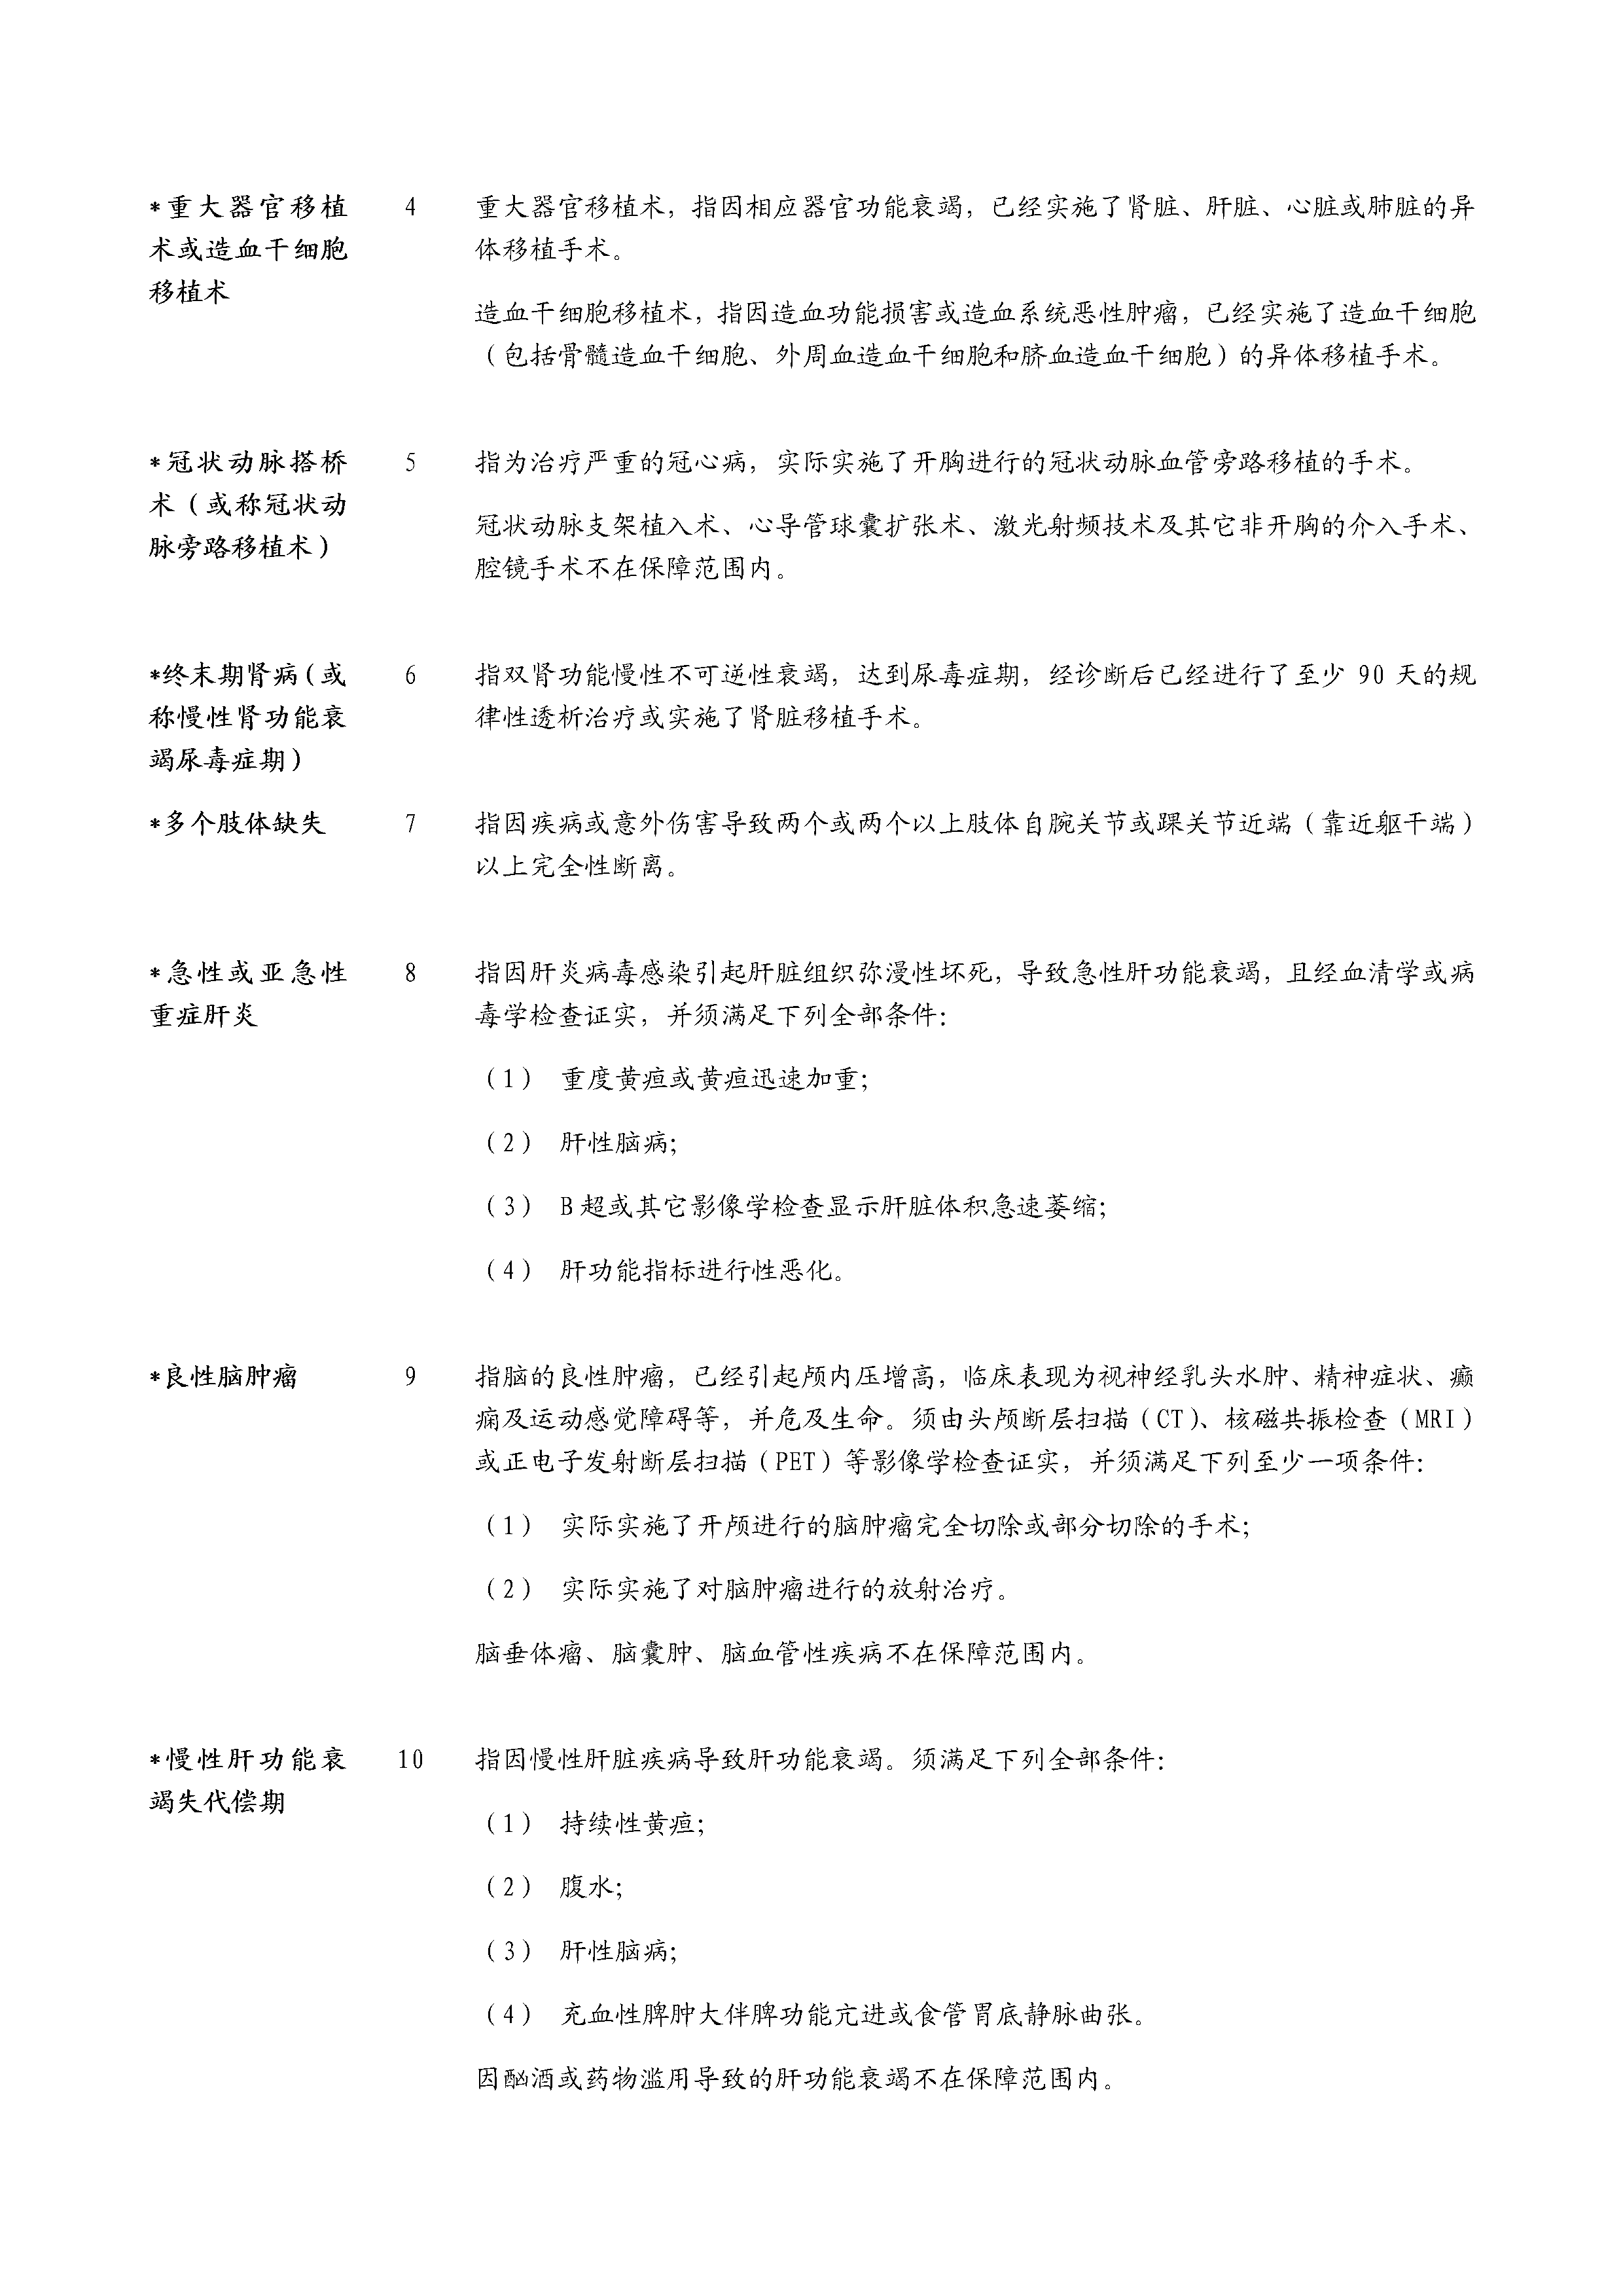 *重大器官移植 4 重大器官移植术，指因相应器官功能衰竭，已经实施了肾脏、肝脏、心脏或肺脏的异
术或造血干细胞 体移植手术。
移植术
造血干细胞移植术，指因造血功能损害或造血系统恶性肿瘤，已经实施了造血干细胞
（包括骨髓造血干细胞、外周血造血干细胞和脐血造血干细胞）的异体移植手术。
*冠状动脉搭桥 5 指为治疗严重的冠心病，实际实施了开胸进行的冠状动脉血管旁路移植的手术。
术（或称冠状动
脉旁路移植术）
冠状动脉支架植入术、心导管球囊扩张术、激光射频技术及其它非开胸的介入手术、
腔镜手术不在保障范围内。
*终末期肾病（或 6 指双肾功能慢性不可逆性衰竭，达到尿毒症期，经诊断后已经进行了至少 90 天的规
称慢性肾功能衰 律性透析治疗或实施了肾脏移植手术。
竭尿毒症期）
*多个肢体缺失 7 指因疾病或意外伤害导致两个或两个以上肢体自腕关节或踝关节近端（靠近躯干端）
以上完全性断离。
*急性或亚急性 8 指因肝炎病毒感染引起肝脏组织弥漫性坏死，导致急性肝功能衰竭，且经血清学或病
重症肝炎 毒学检查证实，并须满足下列全部条件：
（1） 重度黄疸或黄疸迅速加重；
（2） 肝性脑病；
（3） B 超或其它影像学检查显示肝脏体积急速萎缩；
（4） 肝功能指标进行性恶化。
*良性脑肿瘤 9 指脑的良性肿瘤，已经引起颅内压增高，临床表现为视神经乳头水肿、精神症状、癫
痫及运动感觉障碍等，并危及生命。须由头颅断层扫描（CT）、核磁共振检查（MRI）
或正电子发射断层扫描（PET）等影像学检查证实，并须满足下列至少一项条件：
（1） 实际实施了开颅进行的脑肿瘤完全切除或部分切除的手术；
（2） 实际实施了对脑肿瘤进行的放射治疗。
脑垂体瘤、脑囊肿、脑血管性疾病不在保障范围内。
*慢性肝功能衰 10 指因慢性肝脏疾病导致肝功能衰竭。须满足下列全部条件：
竭失代偿期
（1） 持续性黄疸；
（2） 腹水；
（3） 肝性脑病；
（4） 充血性脾肿大伴脾功能亢进或食管胃底静脉曲张。
因酗酒或药物滥用导致的肝功能衰竭不在保障范围内。